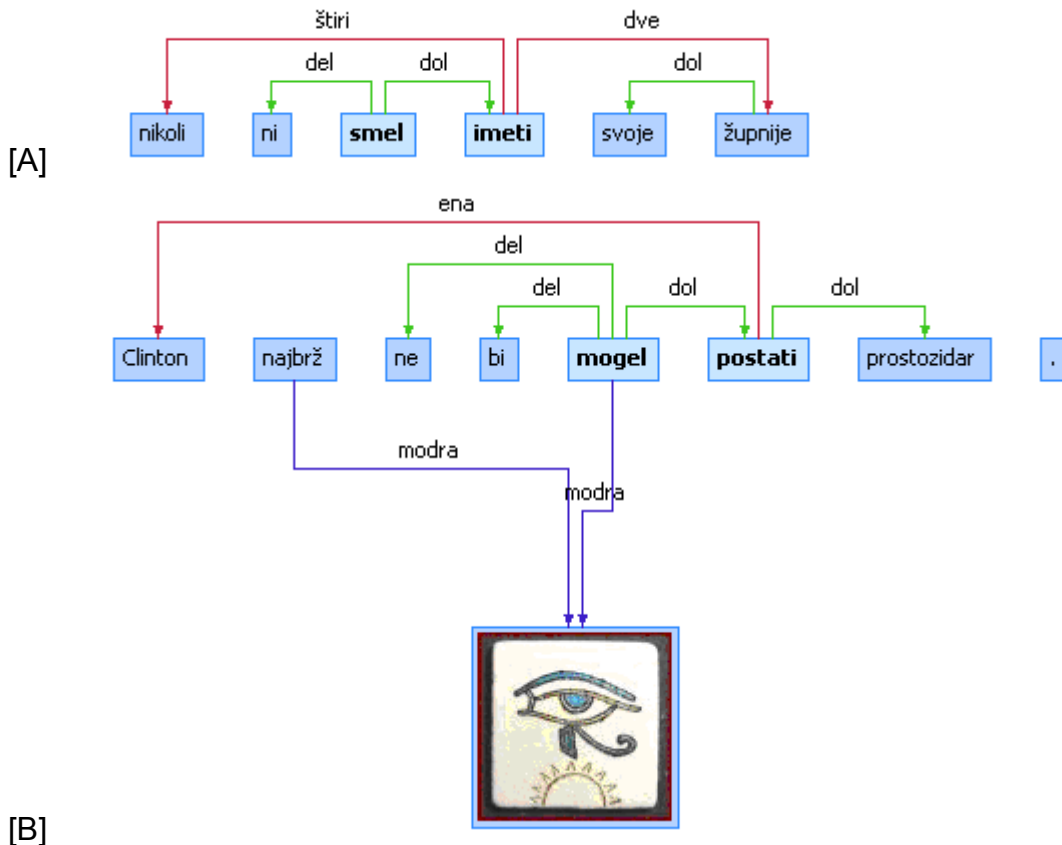 štiri dve
del dol dol
nikoli ni smel imeti svoje župnije
[A]
ena
del
del dol dol
Clinton najbrž ne bi mogel postati prostozidar .
modra
modra
[B]